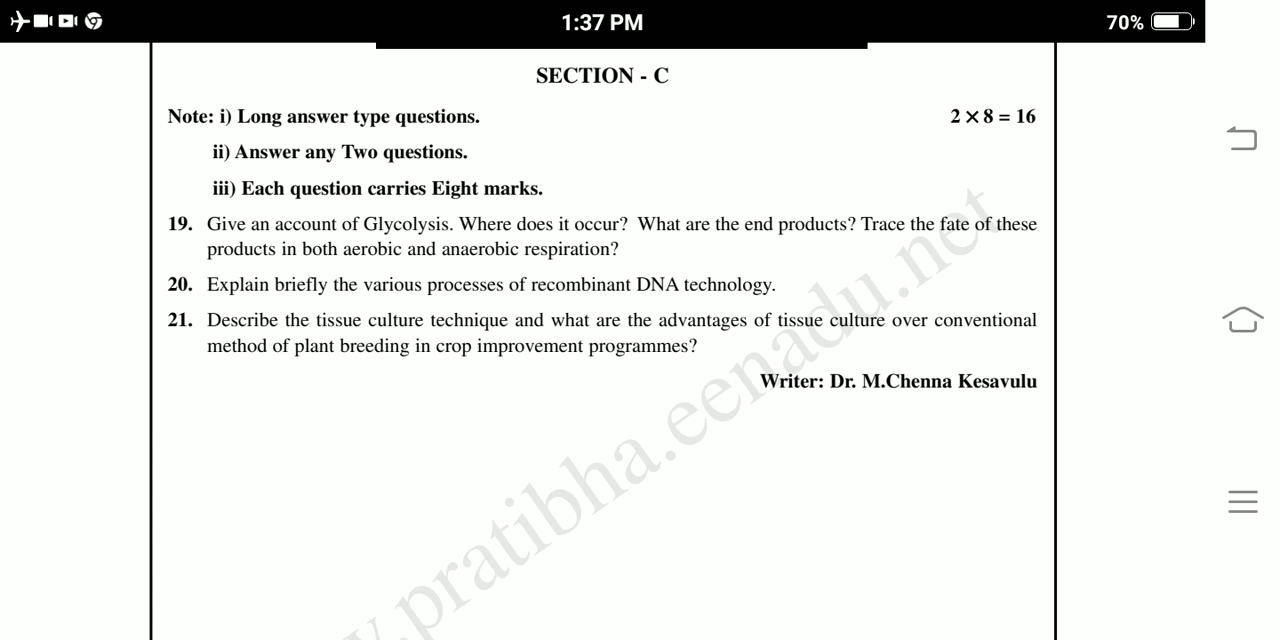 1:37 PM
70%
SECTION - C
Note: i) Long answer type questions. 2 × 8 = 16
ii) Answer any Two questions.
iii) Each question carries Eight marks.
19. Give an account of Glycolysis. Where does it occur? What are the end products? Trace the fate of these
products in both aerobic and anaerobic respiration?
20. Explain briefly the various processes of recombinant DNA technology.
21. Describe the tissue culture technique and what are the advantages of tissue culture over conventional
method of plant breeding in crop improvement programmes?
Writer: Dr. M.Chenna Kesavulu
.pratibha.eenadu.net